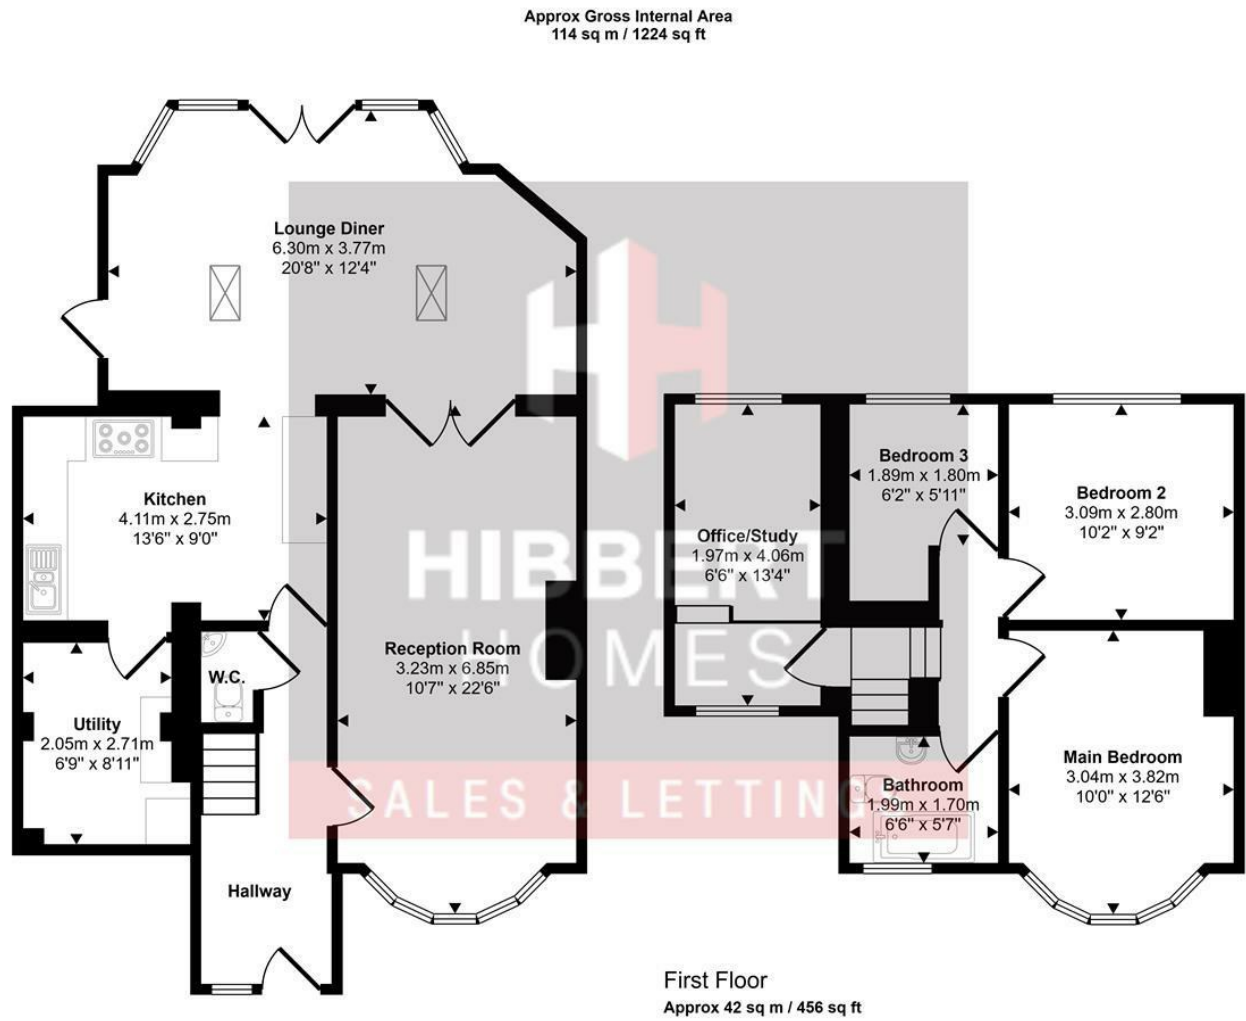 Approx Gross Internal Area
114 sq m / 1224 sq ft
Lounge Diner
6.30m x 3.77m
20'8" x 12'4"
Kitchen
4.11m x 2.75m
13'6" x 9'0"
Office/Study
1.97m x 4.06m
6'6" x 13'4"
Bedroom 3
1.89m x 1.80m
6'2" x 5'11"
Bedroom 2
3.09m x 2.80m
10'2" x 9'2"
HIBBERT
HOMES
SALES & LETTINGS
W.C.
Reception Room
3.23m x 6.85m
10'7" x 22'6"
Utility
2.05m x 2.71m
6'9" x 8'11"
Main Bedroom
3.04m x 3.82m
10'0" x 12'6"
Bathroom
1.99m x 1.70m
6'6" x 5'7"
Hallway
First Floor
Approx 42 sq m / 456 sq ft